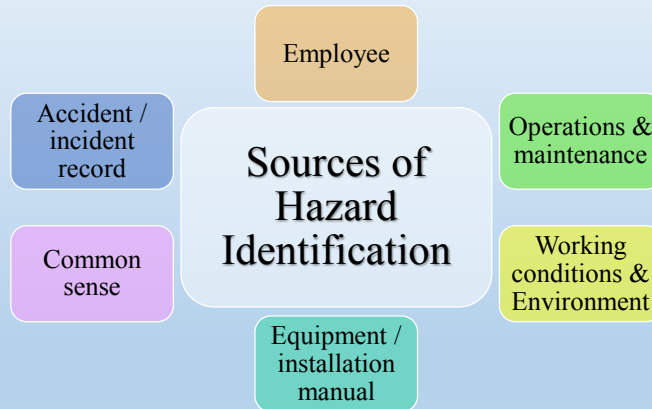 Employee
Accident /
incident
record
Operations &
maintenance
Sources of
Hazard
Identification
Common
sense
Working
conditions &
Environment
Equipment /
installation
manual